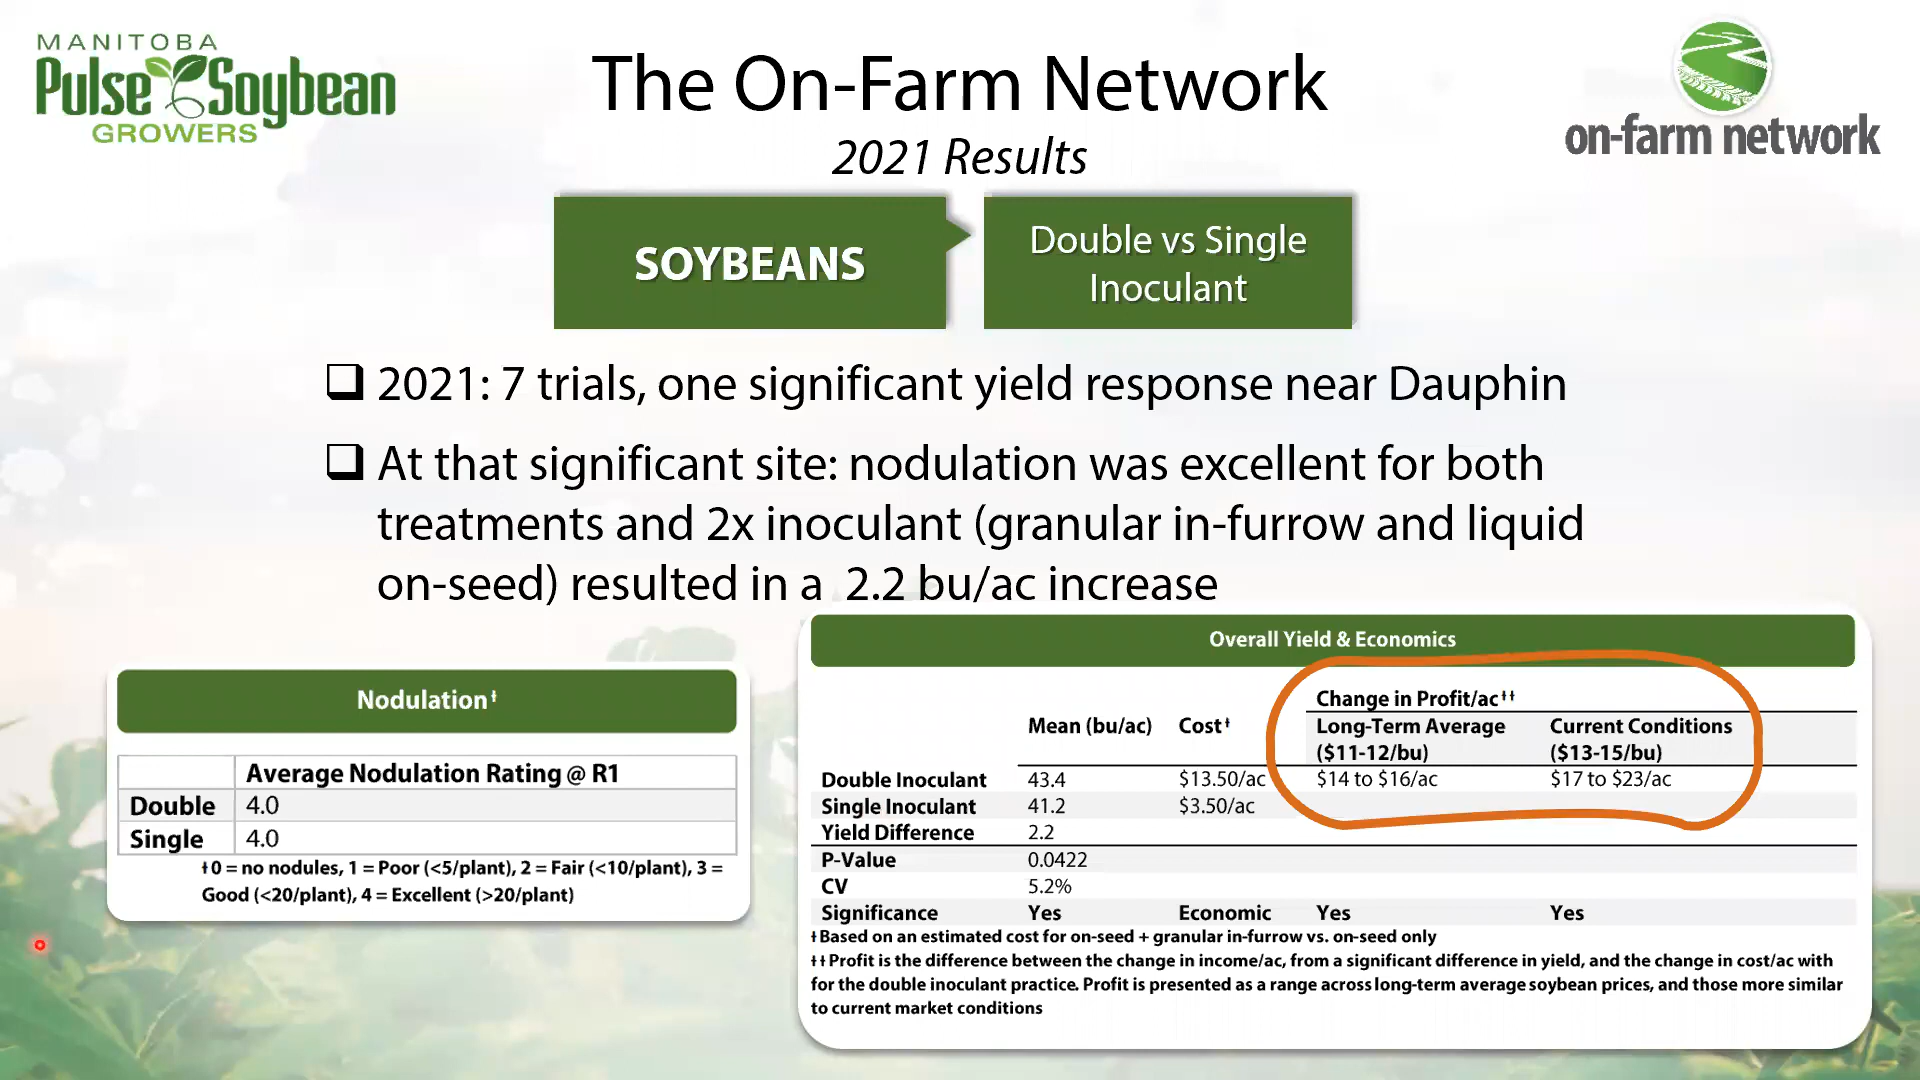 MANITOBA
Pulse Soybean
GROWERS
The On-Farm Network
2021 Results
on-farm network
SOYBEANS
Double vs Single
Inoculant
❑ 2021: 7 trials, one significant yield response near Dauphin
❑ At that significant site: nodulation was excellent for both
treatments and 2x inoculant (granular in-furrow and liquid
on-seed) resulted in a 2.2 bu/ac increase
Nodulation ƚ
Average Nodulation Rating @ R1
Double 4.0
Single 4.0
ƚ 0 = no nodules, 1 = Poor (<5/plant), 2 = Fair (<10/plant), 3 =
Good (<20/plant), 4 = Excellent (>20/plant)
Overall Yield & Economics
Change in Profit/ac ƚƚ
Mean (bu/ac) Cost ƚ Long-Term Average Current Conditions
($11-12/bu) ($13-15/bu)
Double Inoculant 43.4 $13.50/ac $14 to $16/ac $17 to $23/ac
Single Inoculant 41.2 $3.50/ac
Yield Difference 2.2
P-Value 0.0422
CV 5.2%
Significance Yes Economic Yes Yes
ƚ Based on an estimated cost for on-seed + granular in-furrow vs. on-seed only
ƚƚ Profit is the difference between the change in income/ac, from a significant difference in yield, and the change in cost/ac with
for the double inoculant practice. Profit is presented as a range across long-term average soybean prices, and those more similar
to current market conditions